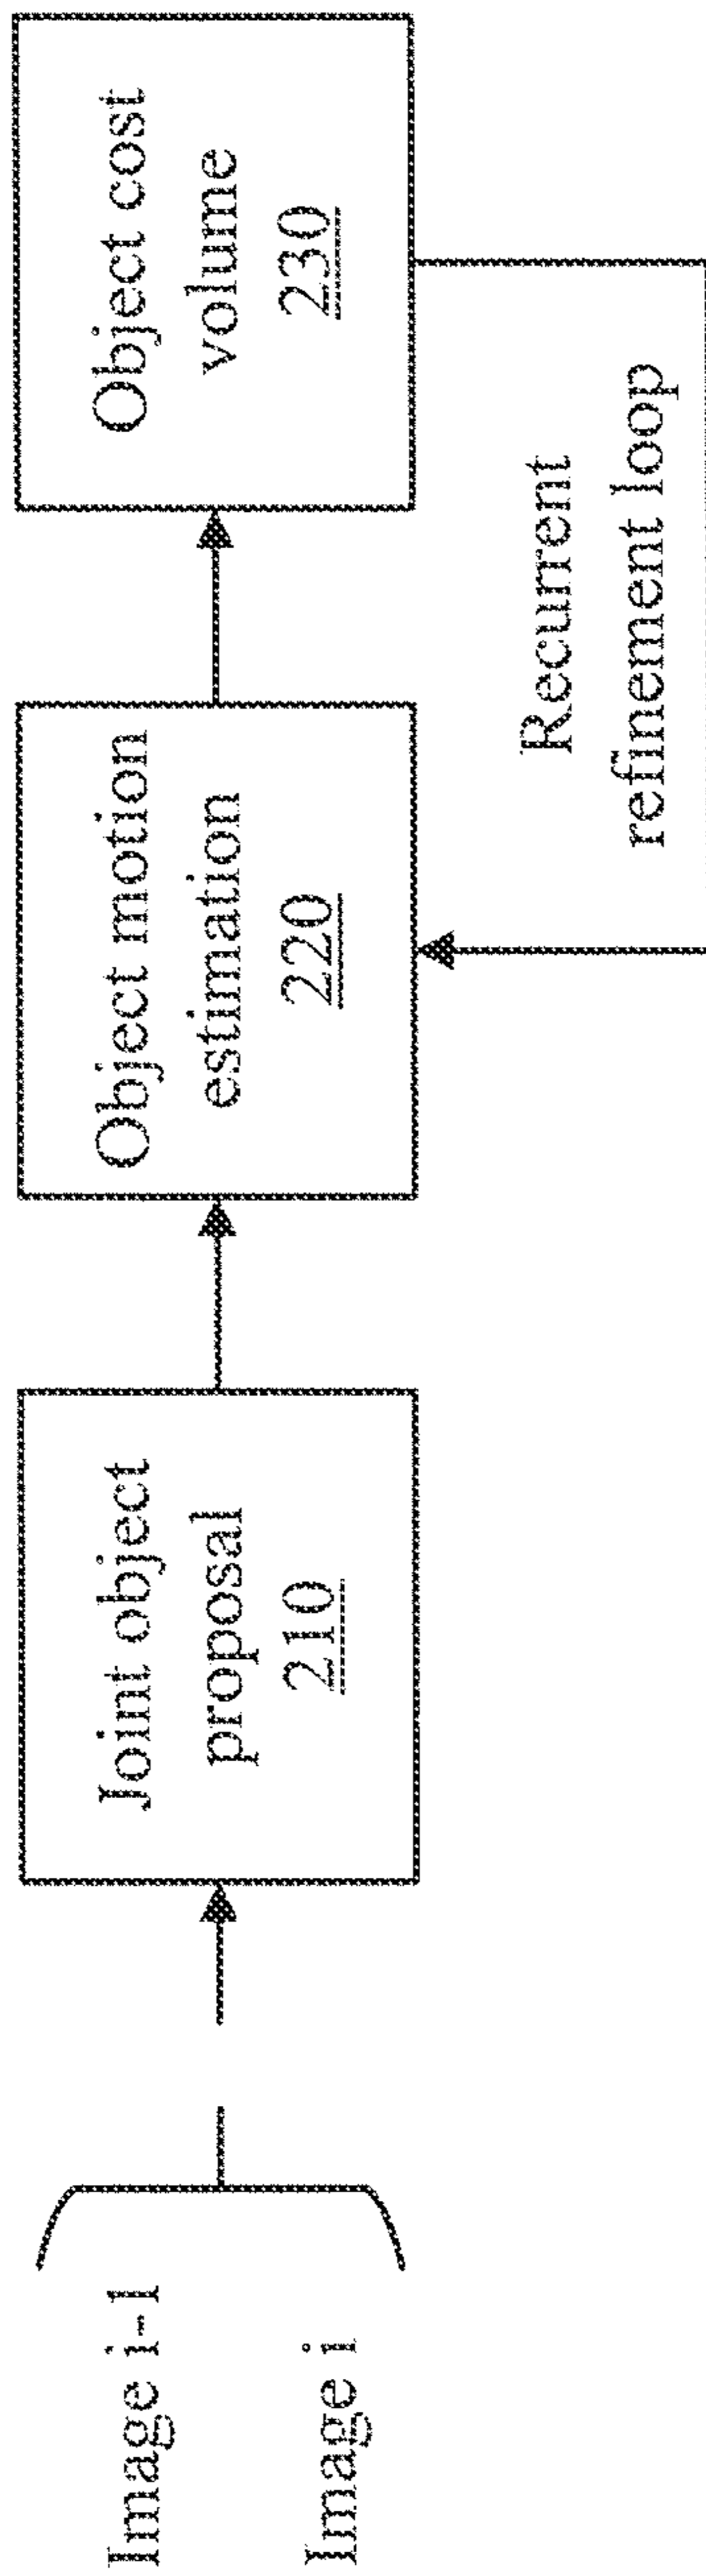 Image i-1
Image i
Joint object
proposal
210
Object motion
estimation
220
Object cost
volume
230
Recurrent
refinement loop